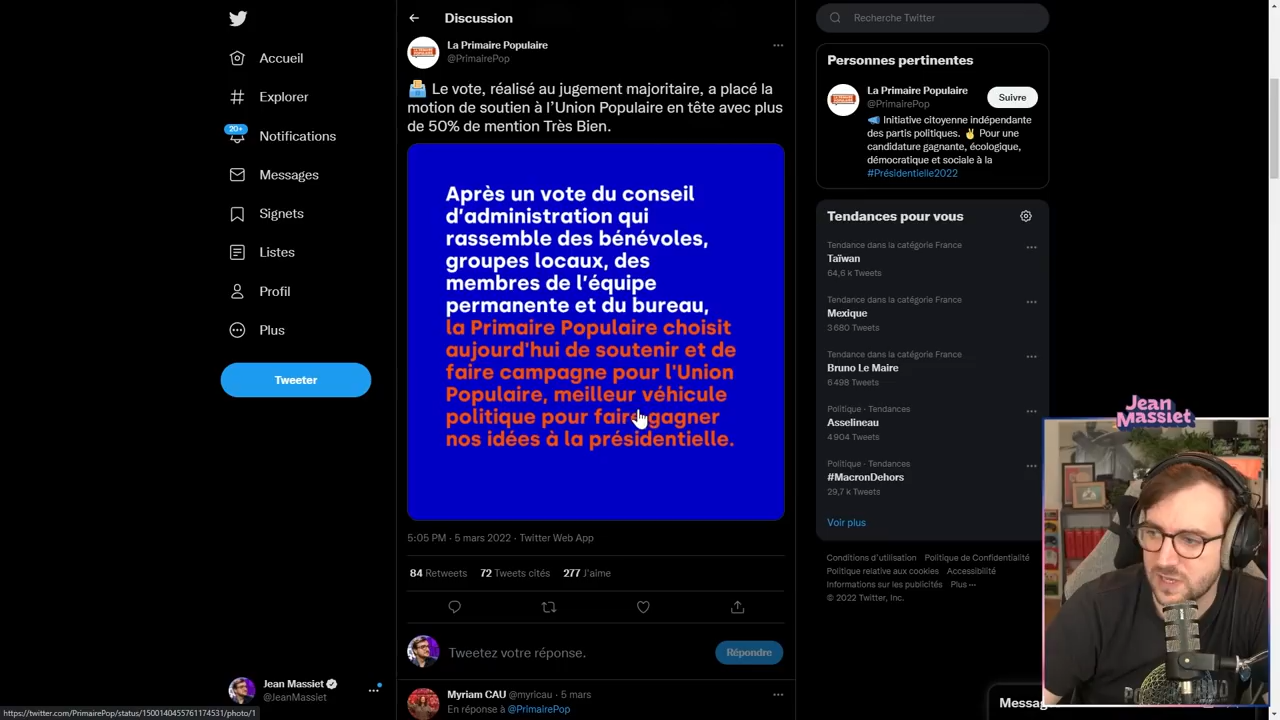 Discussion
Recherche Twitter
Accueil
Explorer
20+
Notifications
Messages
Signets
Listes
Profil
Plus
Tweeter
Jean Massiet
@JeanMassiet
https://twitter.com/PrimairePop/status/1500140455761174531/photo/1
La Primaire Populaire
@PrimairePop
Le vote, réalisé au jugement majoritaire, a placé la
motion de soutien à l'Union Populaire en tête avec plus
de 50% de mention Très Bien.
Après un vote du conseil
d'administration qui
rassemble des bénévoles,
groupes locaux, des
membres de l'équipe
permanente et du bureau,
la Primaire Populaire choisit
aujourd'hui de soutenir et de
faire campagne pour l'Union
Populaire, meilleur véhicule
politique pour faire gagner
nos idées à la présidentielle.
5:05 PM · 5 mars 2022 · Twitter Web App
84 Retweets 72 Tweets cités 277 J'aime
Tweetez votre réponse.
Répondre
Myriam CAU @myricau · 5 mars
En réponse à @PrimairePop
Personnes pertinentes
La Primaire Populaire
@PrimairePop
Suivre
Initiative citoyenne indépendante
des partis politiques. Pour une
candidature gagnante, écologique,
démocratique et sociale à la
#Présidentielle2022
Tendances pour vous
Tendance dans la catégorie France
Taïwan
64,6 k Tweets
Tendance dans la catégorie France
Mexique
3 680 Tweets
Tendance dans la catégorie France
Bruno Le Maire
6 498 Tweets
Politique · Tendances
Asselineau
4 904 Tweets
Politique · Tendances
#MacronDehors
29,7 k Tweets
Voir plus
Conditions d'utilisation Politique de Confidentialité
Politique relative aux cookies Accessibilité
Informations sur les publicités Plus ···
© 2022 Twitter, Inc.
Jean
Massiet